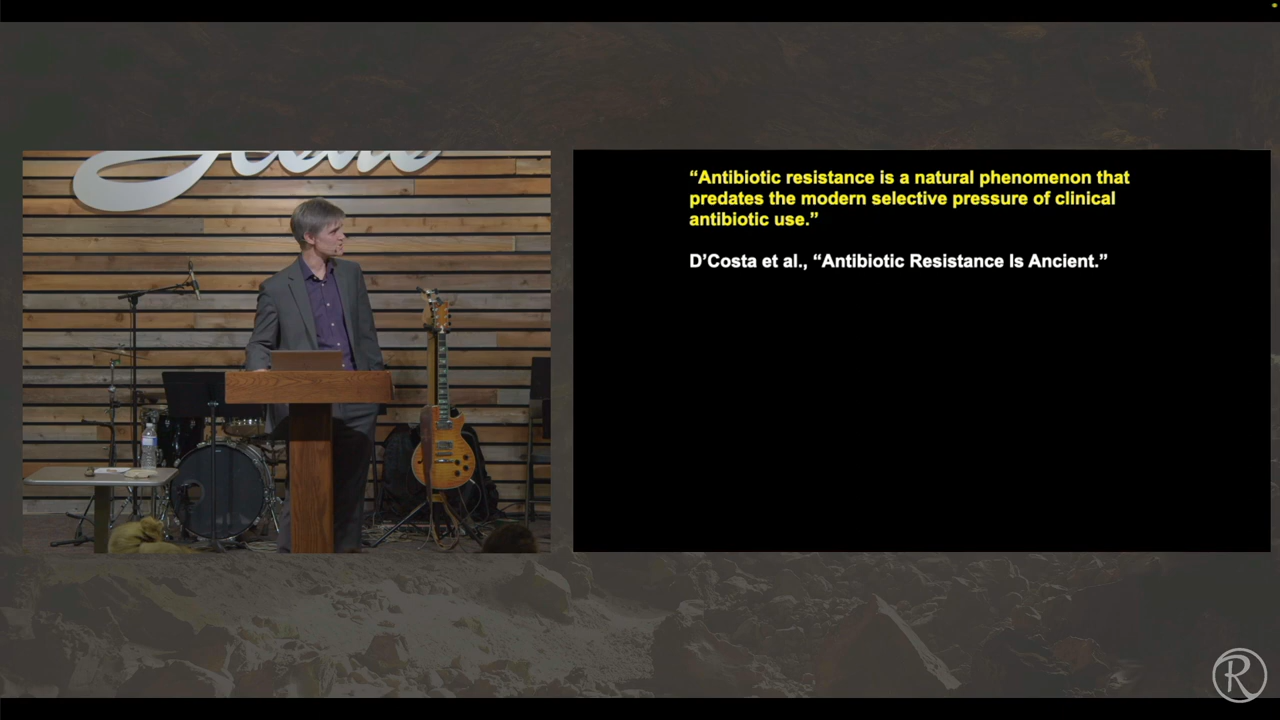 “Antibiotic resistance is a natural phenomenon that
predates the modern selective pressure of clinical
antibiotic use.”
D’Costa et al., “Antibiotic Resistance Is Ancient.”
R